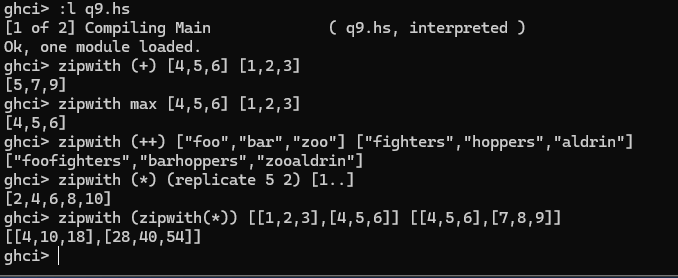 ghci> :l q9.hs
[1 of 2] Compiling Main             ( q9.hs, interpreted )
Ok, one module loaded.
ghci> zipwith (+) [4,5,6] [1,2,3]
[5,7,9]
ghci> zipwith max [4,5,6] [1,2,3]
[4,5,6]
ghci> zipwith (++) ["foo","bar","zoo"] ["fighters","hoppers","aldrin"]
["foofighters","barhoppers","zooaldrin"]
ghci> zipwith (*) (replicate 5 2) [1..]
[2,4,6,8,10]
ghci> zipwith (zipwith(*)) [[1,2,3],[4,5,6]] [[4,5,6],[7,8,9]]
[[4,10,18],[28,40,54]]
ghci>